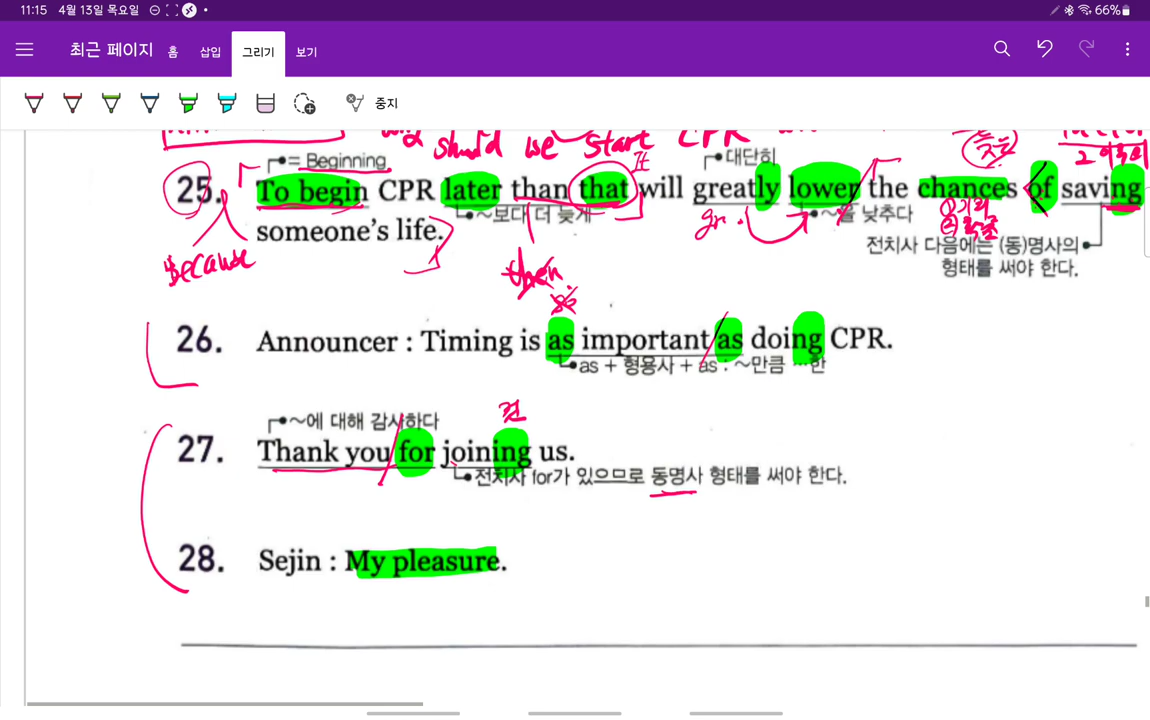 11:15 4월 13일 목요일 66%
최근 페이지 홈 삽입 그리기 보기
중지
should we start CPR
= Beginning 대단히
25. To begin CPR later than that will greatly lower the chances of saving
~보다 더 늦게 ~을 낮추다 ①기회
someone's life. 전치사 다음에는 (동)명사의
because then 형태를 써야 한다.
26. Announcer : Timing is as important as doing CPR.
as + 형용사 + as : ~만큼 …한
~에 대해 감사하다 전
27. Thank you for joining us.
전치사 for가 있으므로 동명사 형태를 써야 한다.
28. Sejin : My pleasure.